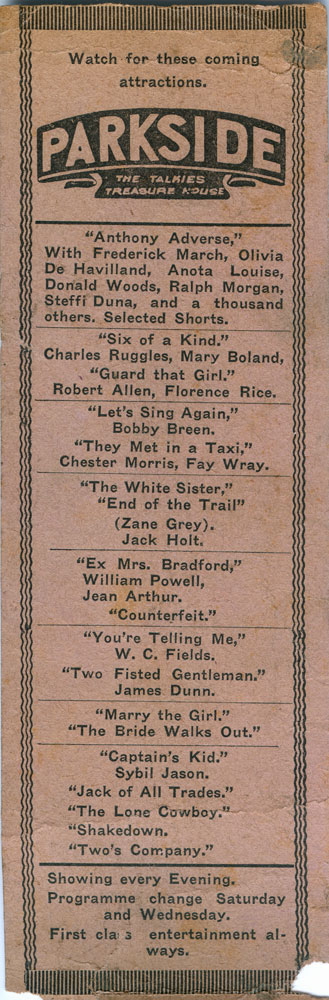 Watch for these coming
attractions.
PARKSIDE
THE TALKIES
TREASURE HOUSE
"Anthony Adverse,"
With Frederick March, Olivia
De Havilland, Anota Louise,
Donald Woods, Ralph Morgan,
Steffi Duna, and a thousand
others. Selected Shorts.
"Six of a Kind."
Charles Ruggles, Mary Boland,
"Guard that Girl."
Robert Allen, Florence Rice.
"Let's Sing Again,"
Bobby Breen.
"They Met in a Taxi,"
Chester Morris, Fay Wray.
"The White Sister,"
"End of the Trail"
(Zane Grey).
Jack Holt.
"Ex Mrs. Bradford,"
William Powell,
Jean Arthur.
"Counterfeit."
"You're Telling Me,"
W. C. Fields.
"Two Fisted Gentleman."
James Dunn.
"Marry the Girl."
"The Bride Walks Out."
"Captain's Kid."
Sybil Jason.
"Jack of All Trades."
"The Lone Cowboy."
"Shakedown.
"Two's Company."
Showing every Evening.
Programme change Saturday
and Wednesday.
First class entertainment al-
ways.